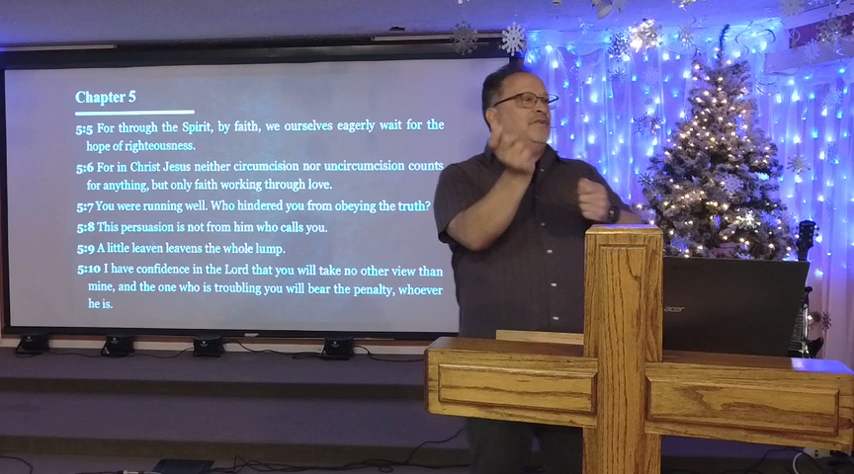 Chapter 5
5:5 For through the Spirit, by faith, we ourselves eagerly wait for the
hope of righteousness.
5:6 For in Christ Jesus neither circumcision nor uncircumcision counts
for anything, but only faith working through love.
5:7 You were running well. Who hindered you from obeying the truth?
5:8 This persuasion is not from him who calls you.
5:9 A little leaven leavens the whole lump.
5:10 I have confidence in the Lord that you will take no other view than
mine, and the one who is troubling you will bear the penalty, whoever
he is.
acer